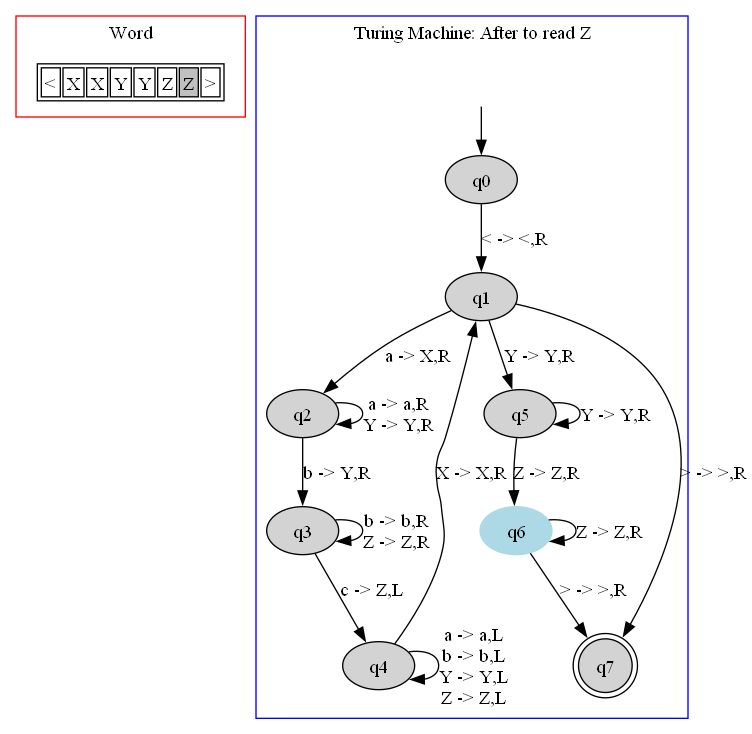 Word
< X X Y Y Z Z >
Turing Machine: After to read Z
q0
< -> <,R
q1
a -> X,R
Y -> Y,R
q2
a -> a,R
Y -> Y,R
q5
Y -> Y,R
b -> Y,R
X -> X,R
Z -> Z,R
> -> >,R
q3
b -> b,R
Z -> Z,R
q6
Z -> Z,R
c -> Z,L
> -> >,R
q4
a -> a,L
b -> b,L
Y -> Y,L
Z -> Z,L
q7